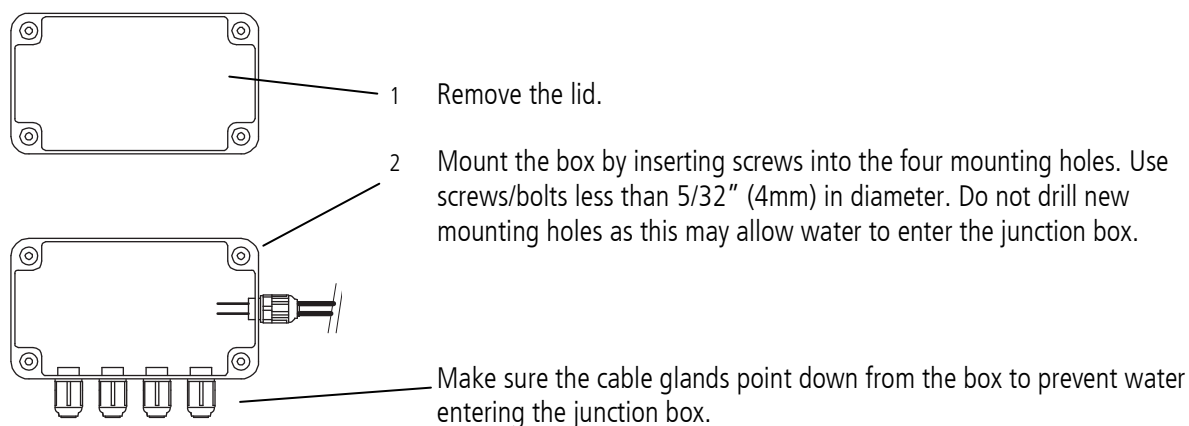 1 Remove the lid.
2 Mount the box by inserting screws into the four mounting holes. Use
screws/bolts less than 5/32” (4mm) in diameter. Do not drill new
mounting holes as this may allow water to enter the junction box.
Make sure the cable glands point down from the box to prevent water
entering the junction box.